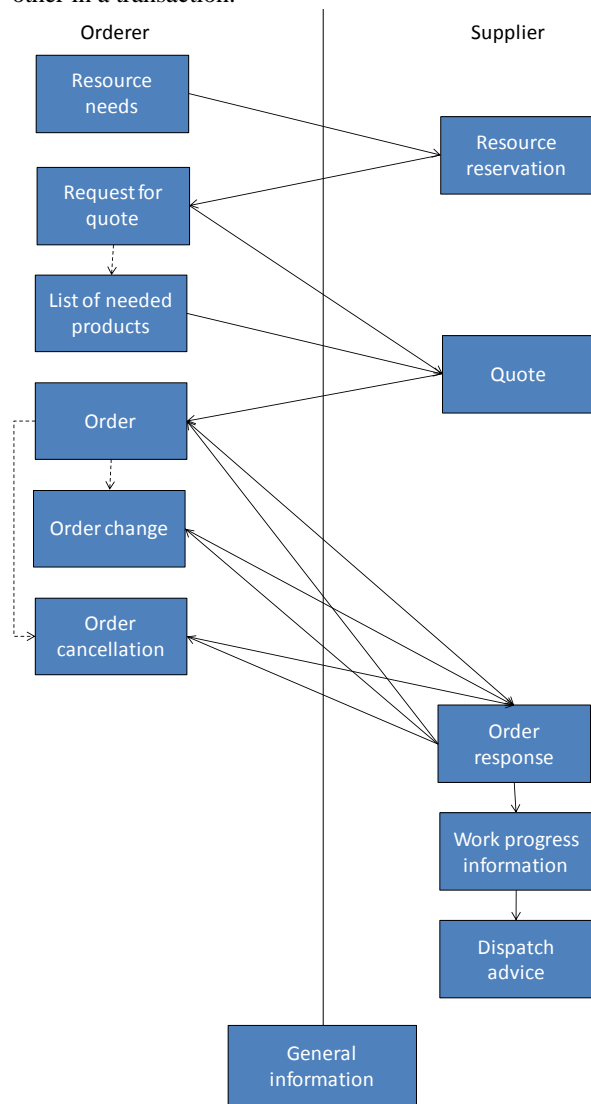 other in a transaction.
Orderer
Supplier
Resource
needs
Resource
reservation
Request for
quote
List of needed
products
Quote
Order
Order change
Order
cancellation
Order
response
Work progress
information
Dispatch
advice
General
information